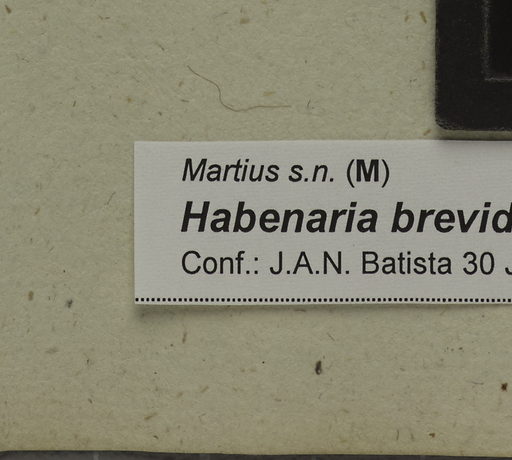 Martius s.n. (M)
Habenaria brevid
Conf.: J.A.N. Batista 30 J